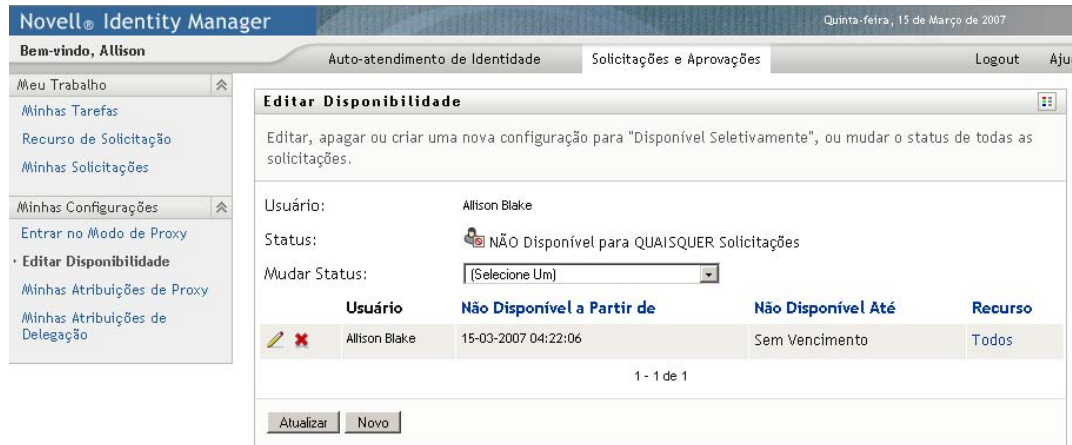 Novell® Identity Manager
Quinta-feira, 15 de Março de 2007
Bem-vindo, Allison
Auto-atendimento de Identidade
Solicitações e Aprovações
Logout
Aju
Meu Trabalho
Minhas Tarefas
Recurso de Solicitação
Minhas Solicitações
Minhas Configurações
Entrar no Modo de Proxy
· Editar Disponibilidade
Minhas Atribuições de Proxy
Minhas Atribuições de
Delegação
Editar Disponibilidade
Editar, apagar ou criar uma nova configuração para "Disponível Seletivamente", ou mudar o status de todas as
solicitações.
Usuário: Allison Blake
Status: NÃO Disponível para QUAISQUER Solicitações
Mudar Status: (Selecione Um)
Usuário Não Disponível a Partir de Não Disponível Até Recurso
Allison Blake 15-03-2007 04:22:06 Sem Vencimento Todos
1 - 1 de 1
Atualizar Novo